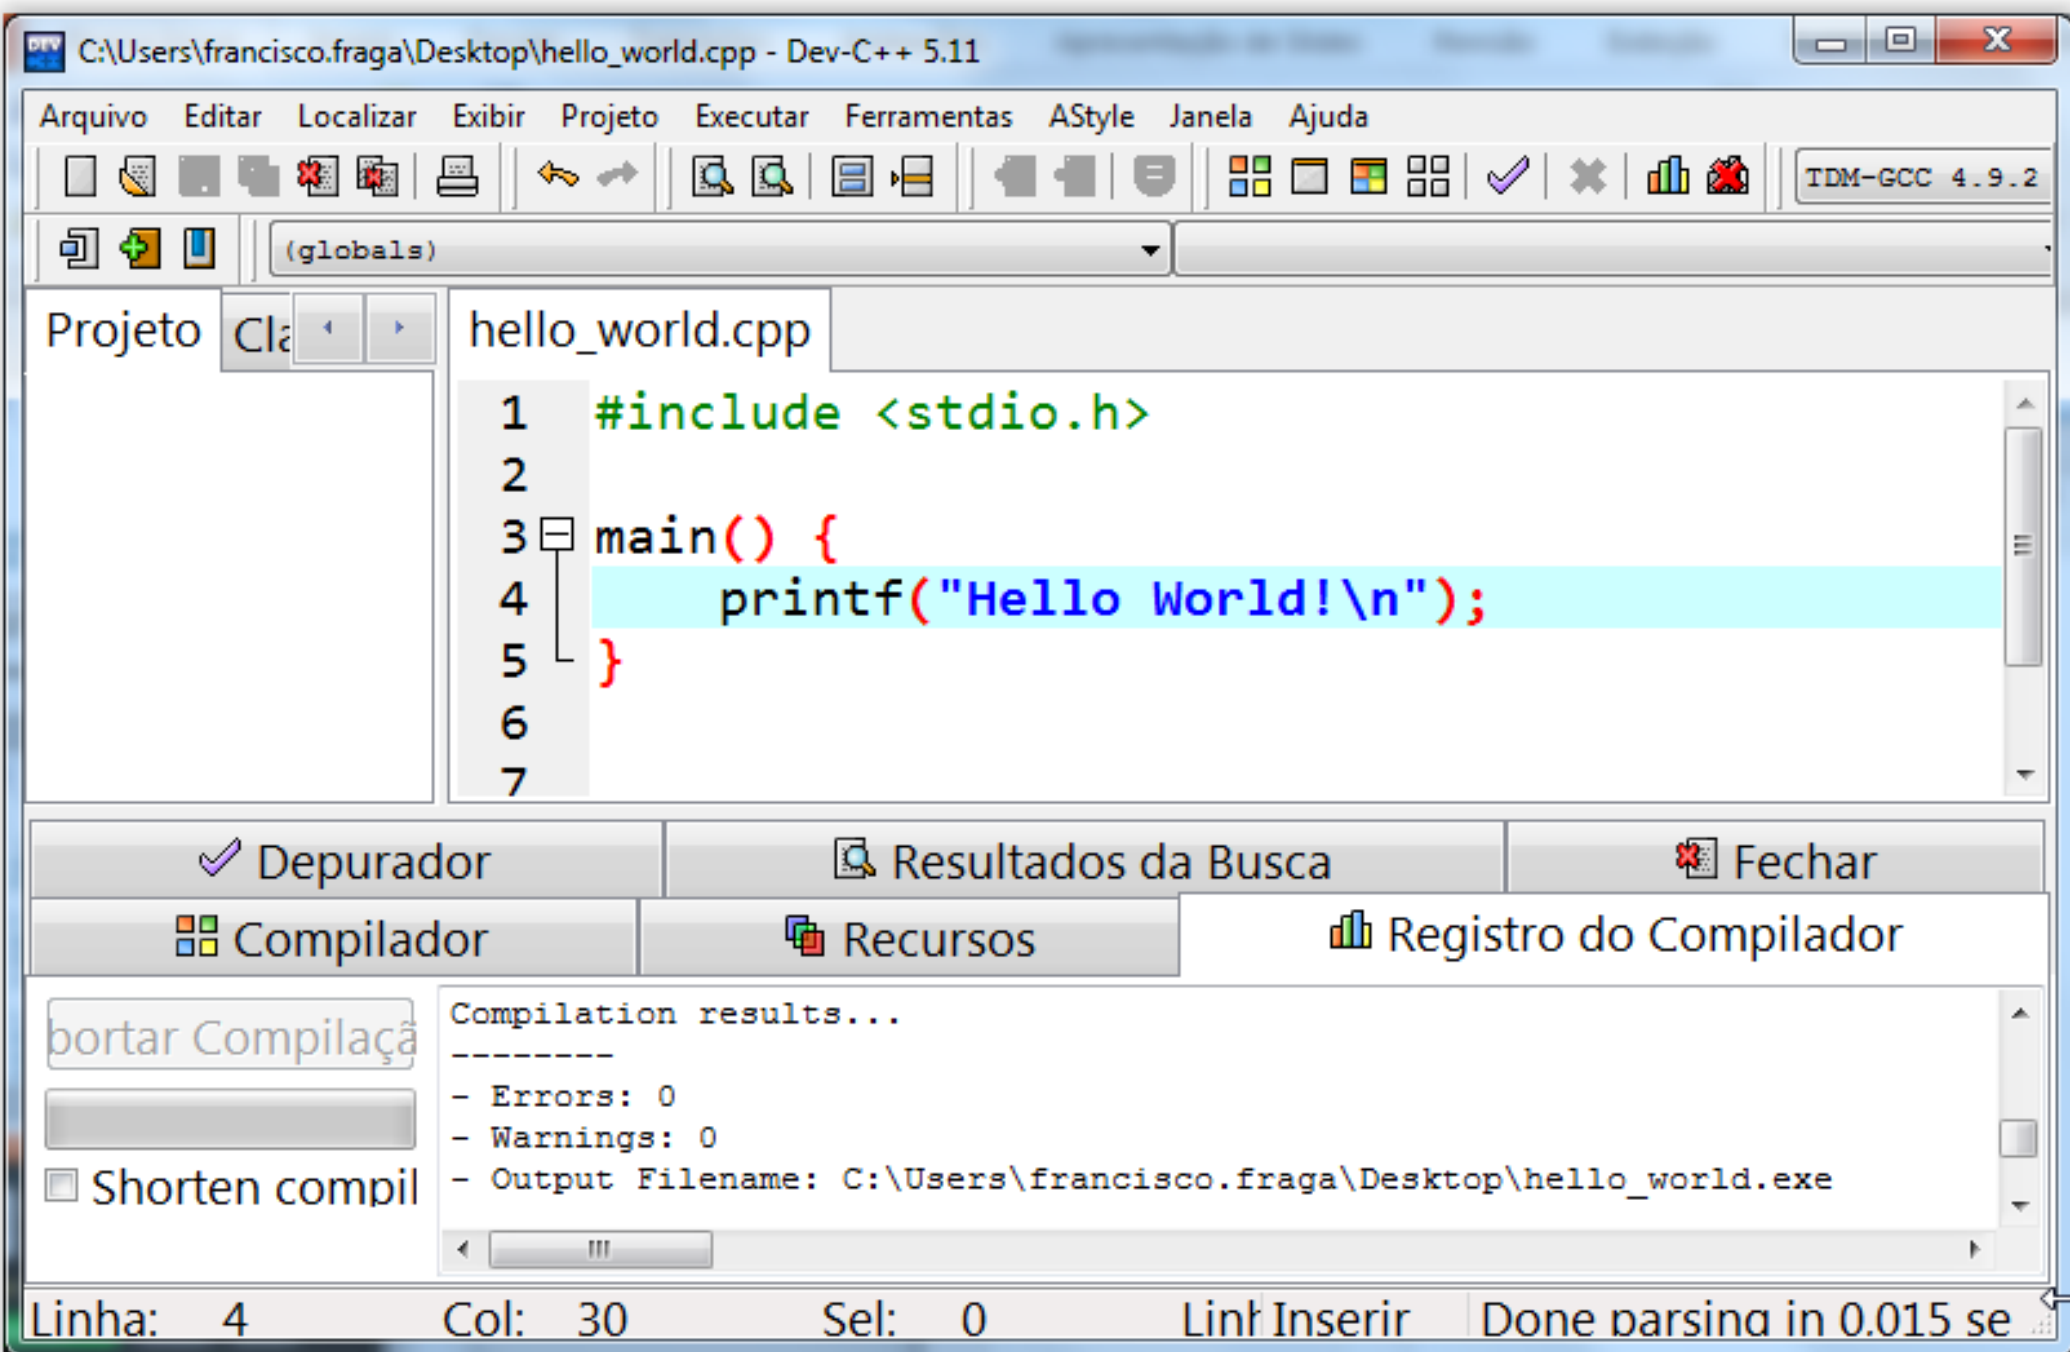 C:\Users\francisco.fraga\Desktop\hello_world.cpp - Dev-C++ 5.11
Arquivo Editar Localizar Exibir Projeto Executar Ferramentas AStyle Janela Ajuda
TDM-GCC 4.9.2
(globals)
Projeto Cla hello_world.cpp
1 #include <stdio.h>
2
3 main() {
4 printf("Hello World!\n");
5 }
6
7
Depurador Resultados da Busca Fechar
Compilador Recursos Registro do Compilador
bortar Compilaçã
Shorten compil
Compilation results...
--------
- Errors: 0
- Warnings: 0
- Output Filename: C:\Users\francisco.fraga\Desktop\hello_world.exe
Linha: 4 Col: 30 Sel: 0 Linh Inserir Done parsing in 0.015 se